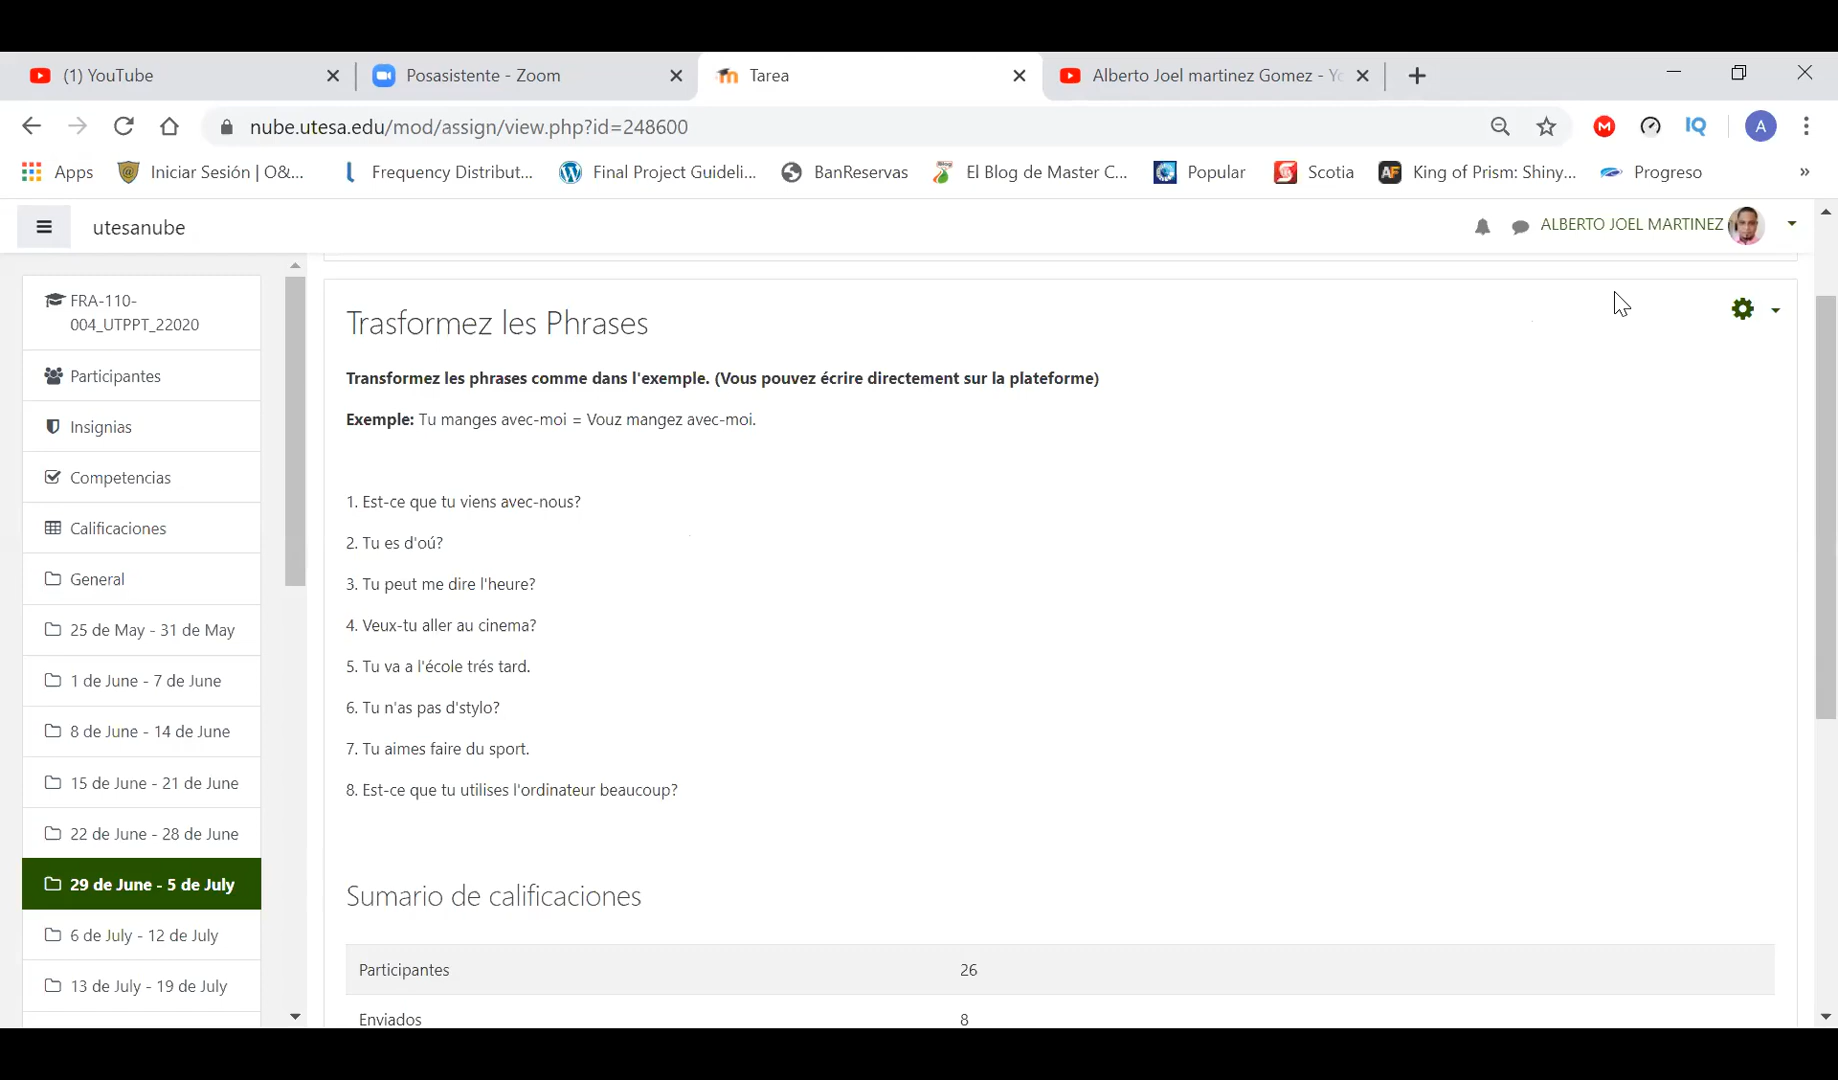 (1) YouTube
Posasistente - Zoom
Tarea
Alberto Joel martinez Gomez - Yo
nube.utesa.edu/mod/assign/view.php?id=248600
A
Apps
Iniciar Sesión | O&...
Frequency Distribut...
Final Project Guideli...
BanReservas
El Blog de Master C...
Popular
Scotia
King of Prism: Shiny...
Progreso
»
utesanube
ALBERTO JOEL MARTINEZ
FRA-110-
004_UTPPT_22020
Participantes
Insignias
Competencias
Calificaciones
General
25 de May - 31 de May
1 de June - 7 de June
8 de June - 14 de June
15 de June - 21 de June
22 de June - 28 de June
29 de June - 5 de July
6 de July - 12 de July
13 de July - 19 de July
Trasformez les Phrases
Transformez les phrases comme dans l'exemple. (Vous pouvez écrire directement sur la plateforme)
Exemple: Tu manges avec-moi = Vouz mangez avec-moi.
1. Est-ce que tu viens avec-nous?
2. Tu es d'oú?
3. Tu peut me dire l'heure?
4. Veux-tu aller au cinema?
5. Tu va a l'école trés tard.
6. Tu n'as pas d'stylo?
7. Tu aimes faire du sport.
8. Est-ce que tu utilises l'ordinateur beaucoup?
Sumario de calificaciones
Participantes 26
Enviados 8